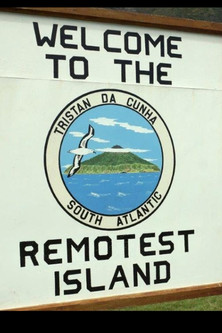 WELCOME
TO THE
TRISTAN DA CUNHA
SOUTH ATLANTIC
REMOTEST
ISLAND